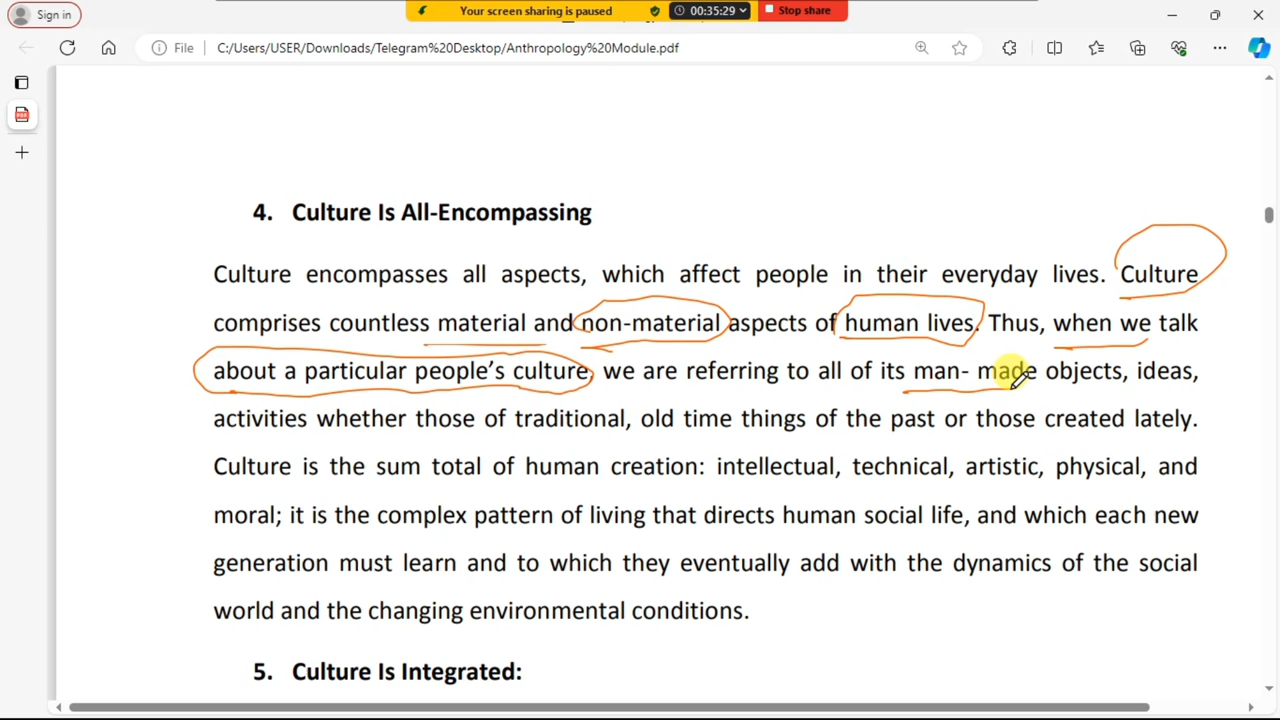 Sign in
Your screen sharing is paused
00:35:29
Stop share
File
C:/Users/USER/Downloads/Telegram%20Desktop/Anthropology%20Module.pdf
4. Culture Is All-Encompassing
Culture encompasses all aspects, which affect people in their everyday lives. Culture
comprises countless material and non-material aspects of human lives. Thus, when we talk
about a particular people's culture, we are referring to all of its man- made objects, ideas,
activities whether those of traditional, old time things of the past or those created lately.
Culture is the sum total of human creation: intellectual, technical, artistic, physical, and
moral; it is the complex pattern of living that directs human social life, and which each new
generation must learn and to which they eventually add with the dynamics of the social
world and the changing environmental conditions.
5. Culture Is Integrated: